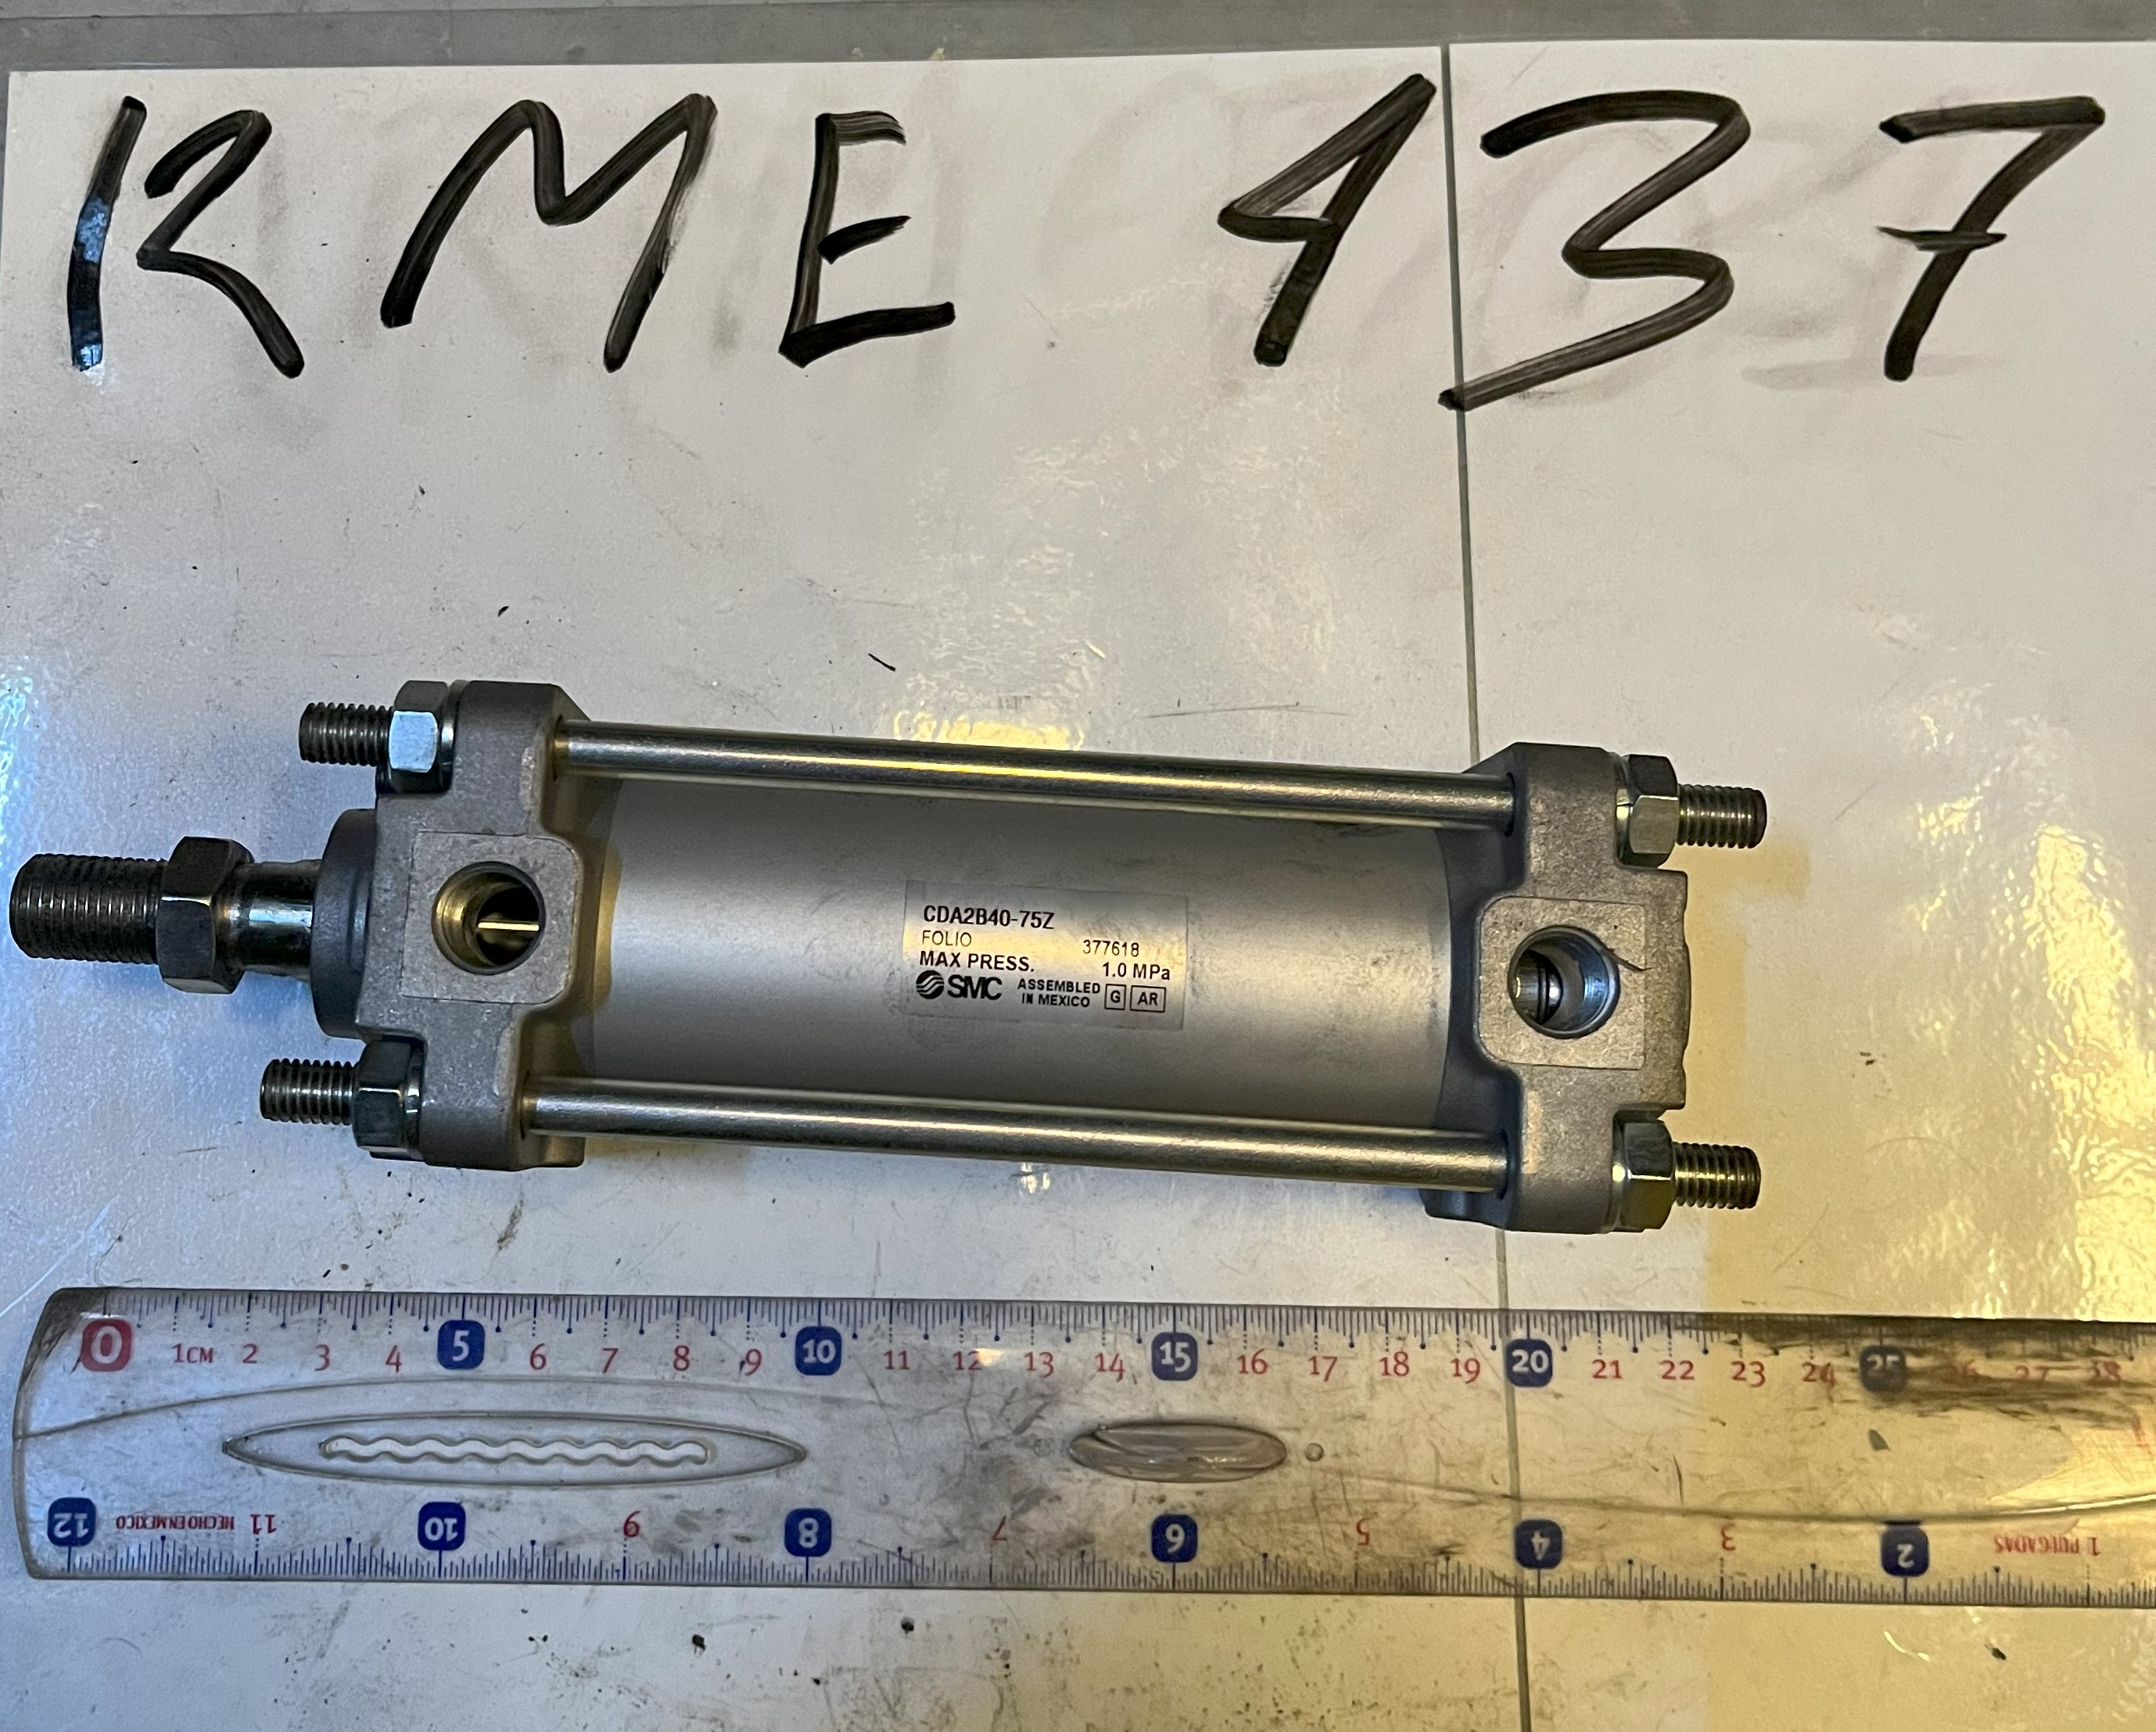 RME 437
CDA2B40-75Z
FOLIO 377618
MAX PRESS. 1.0 MPa
SMC ASSEMBLED IN MEXICO G AR
0 1CM 2 3 4 5 6 7 8 9 10 11 12 13 14 15 16 17 18 19 20 21 22 23 24 25 26 27 28
12 HECHO EN MEXICO 11 10 9 8 7 6 5 4 3 2 1 PULGADAS